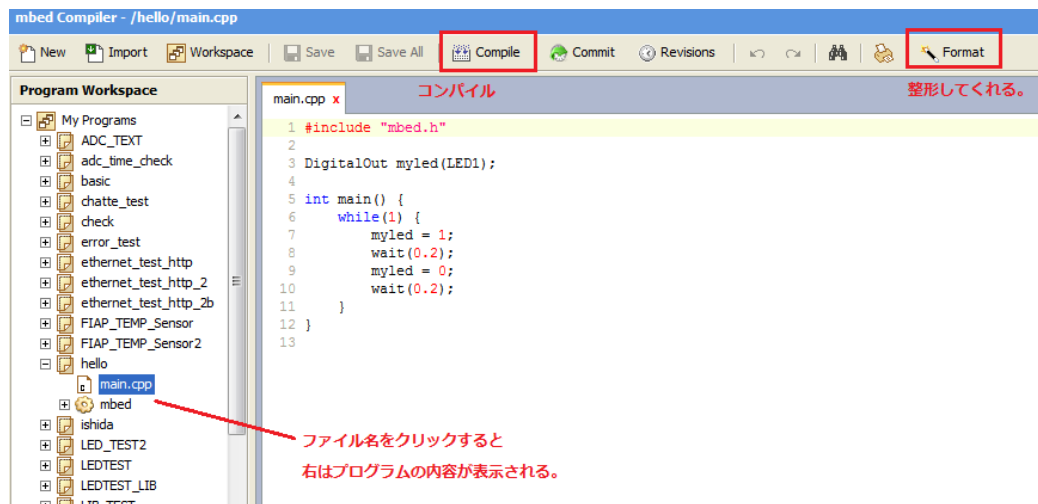 mbed Compiler - /hello/main.cpp
New Import Workspace Save Save All Compile Commit Revisions Format
Program Workspace
main.cpp x
コンパイル
整形してくれる。
My Programs
ADC_TEXT
adc_time_check
basic
chatte_test
check
error_test
ethernet_test_http
ethernet_test_http_2
ethernet_test_http_2b
FIAP_TEMP_Sensor
FIAP_TEMP_Sensor2
hello
main.cpp
mbed
ishida
LED_TEST2
LEDTEST
LEDTEST_LIB
LIB_TEST
1 #include "mbed.h"
2
3 DigitalOut myled(LED1);
4
5 int main() {
6 while(1) {
7 myled = 1;
8 wait(0.2);
9 myled = 0;
10 wait(0.2);
11 }
12 }
13
ファイル名をクリックすると
右はプログラムの内容が表示される。